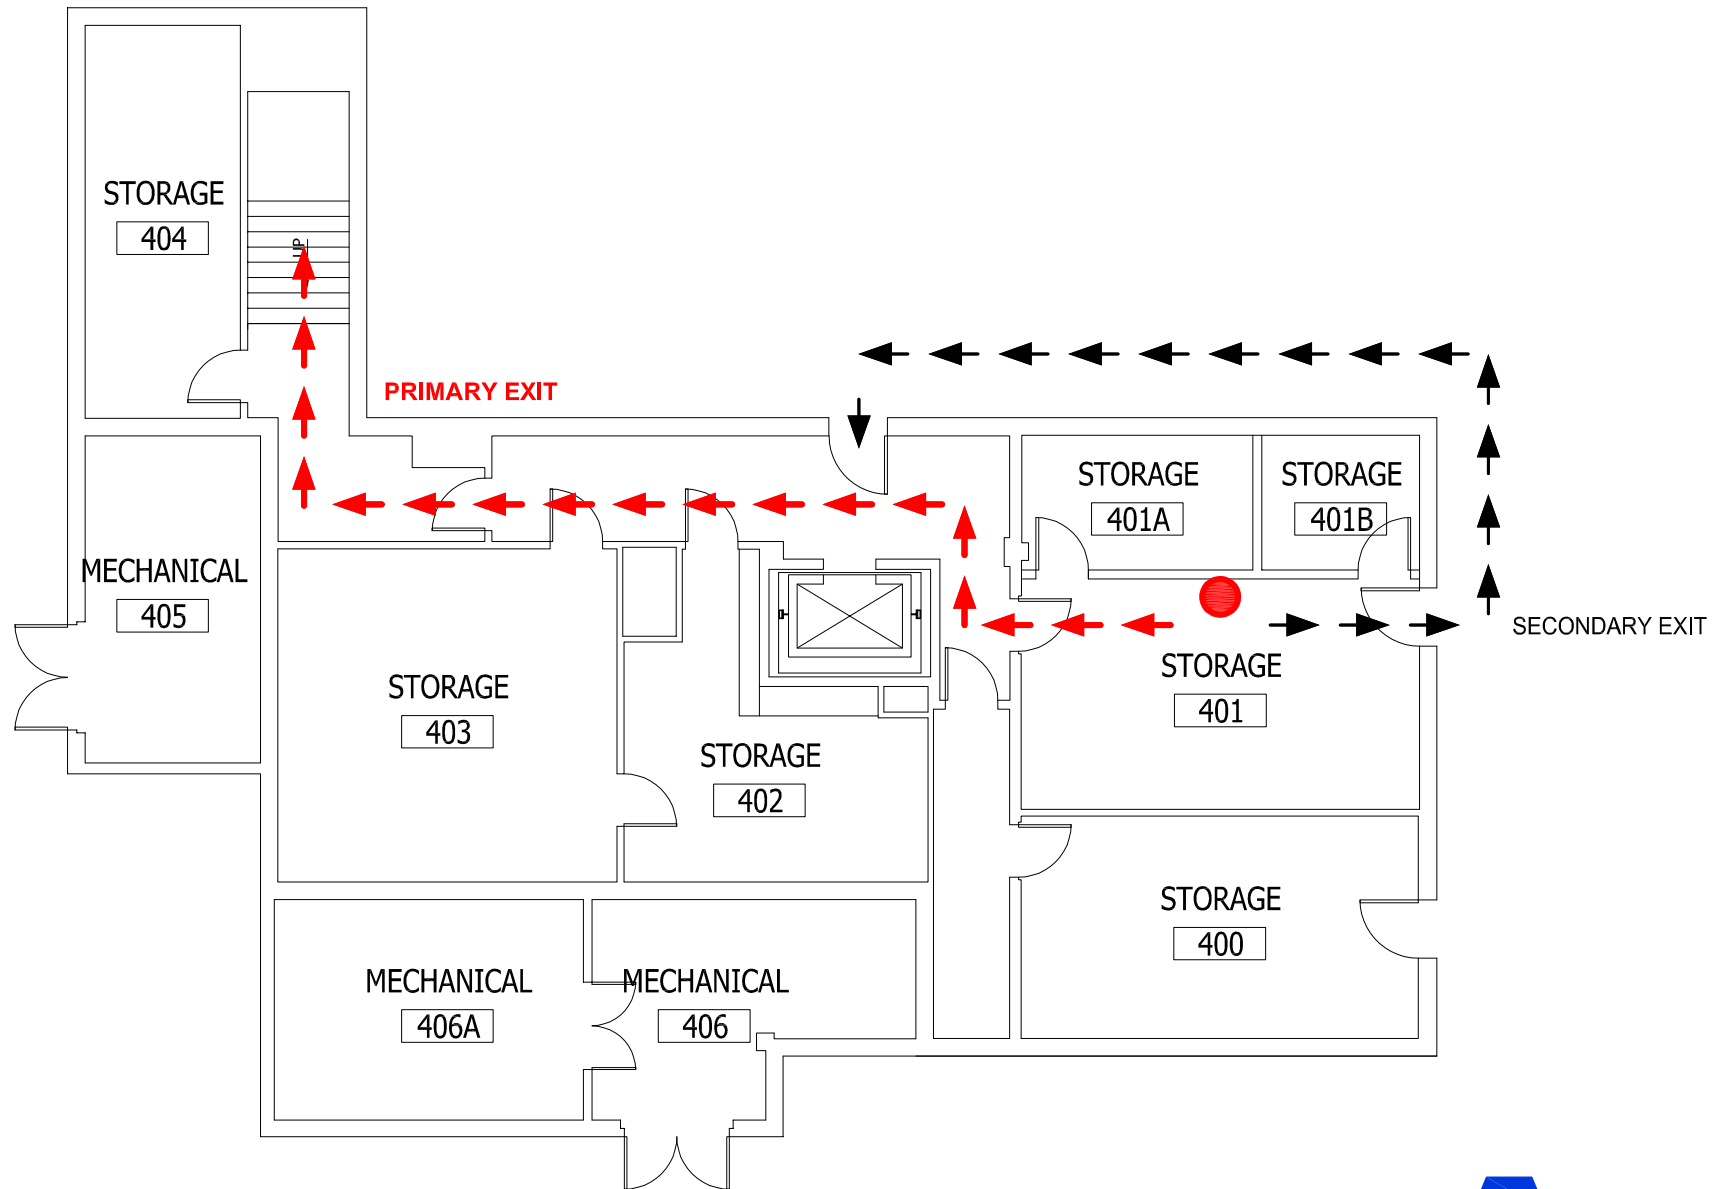 STORAGE
404
UP
PRIMARY EXIT
STORAGE
401A
STORAGE
401B
MECHANICAL
405
SECONDARY EXIT
STORAGE
401
STORAGE
403
STORAGE
402
STORAGE
400
MECHANICAL
406A
MECHANICAL
406